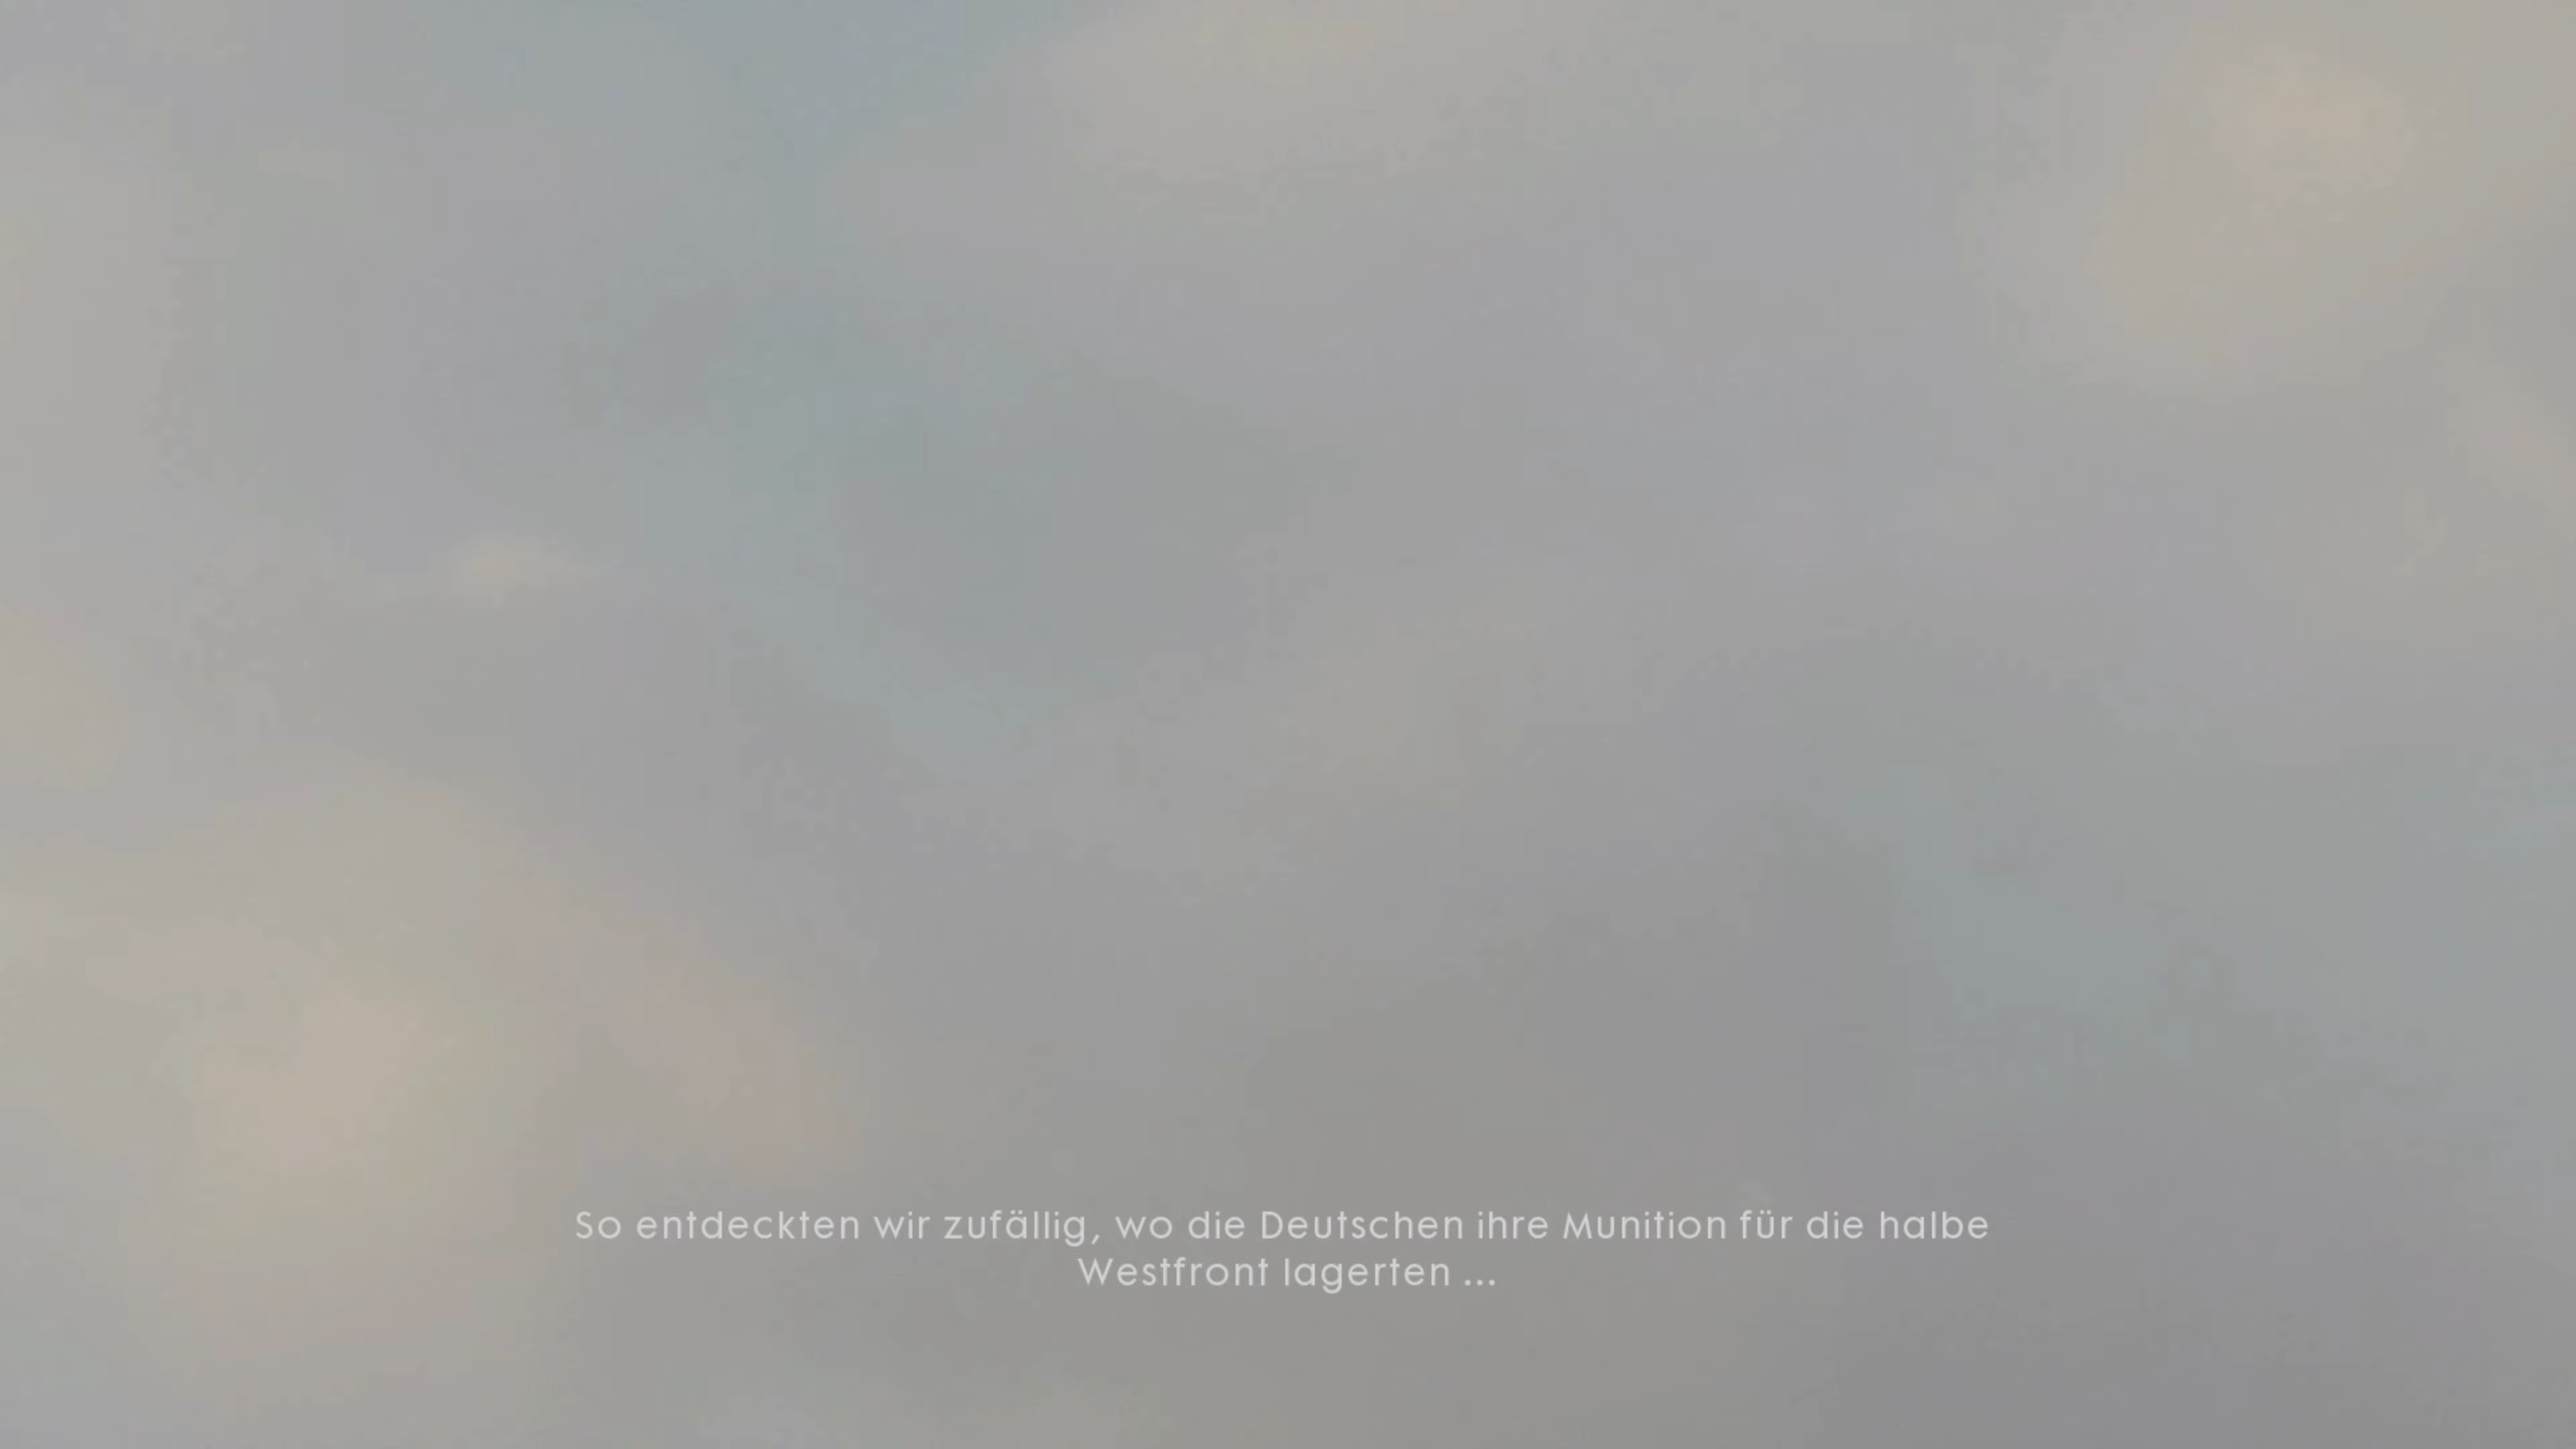 So entdeckten wir zufällig, wo die Deutschen ihre Munition für die halbe
Westfront lagerten ...